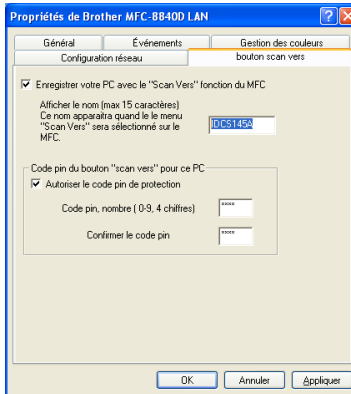 Propriétés de Brother MFC-8840D LAN
Général Événements Gestion des couleurs
Configuration réseau bouton scan vers
Enregistrer votre PC avec le "Scan Vers" fonction du MFC
Afficher le nom (max 15 caractères)
Ce nom apparaitra quand le le menu
"Scan Vers" sera sélectionné sur le
MFC.
IDCS145A
Code pin du bouton "scan vers" pour ce PC
Autoriser le code pin de protection
Code pin, nombre ( 0-9, 4 chiffres) ****
Confirmer le code pin ****
OK Annuler Appliquer